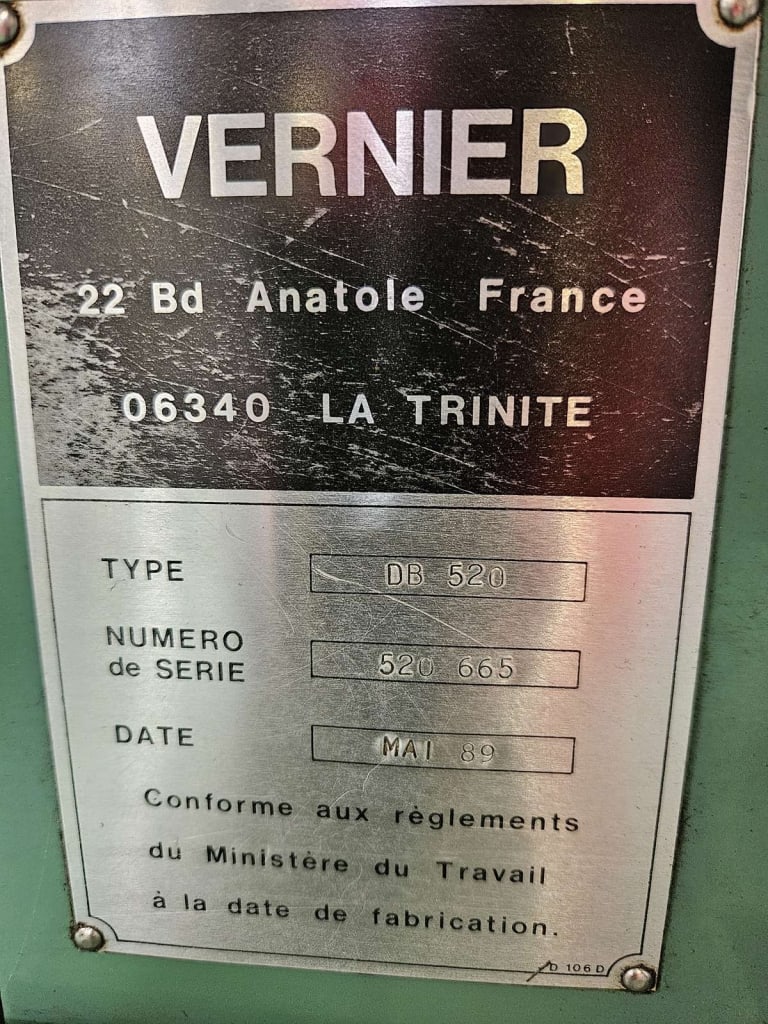 VERNIER
22 Bd Anatole France
06340 LA TRINITE
TYPE DB 520
NUMERO
de SERIE 520 665
DATE MAI 89
Conforme aux règlements
du Ministère du Travail
à la date de fabrication.
D 106 D